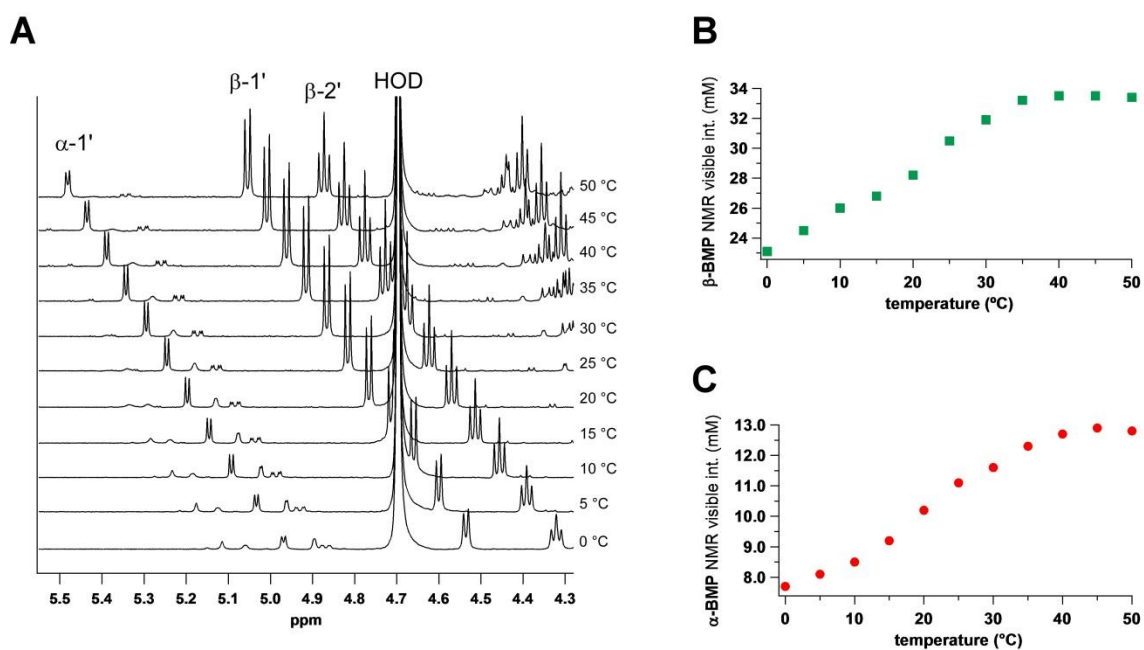 A
α-1'
β-1'
β-2'
HOD
50 °C
45 °C
40 °C
35 °C
30 °C
25 °C
20 °C
15 °C
10 °C
5 °C
0 °C
5.5 5.4 5.3 5.2 5.1 5.0 4.9 4.8 4.7 4.6 4.5 4.4 4.3
ppm
B
β-BMP NMR visible int. (mM)
34
32
30
28
26
24
0 10 20 30 40 50
temperature (ºC)
C
α-BMP NMR visible int. (mM)
13.0
12.0
11.0
10.0
9.0
8.0
0 10 20 30 40 50
temperature (ºC)